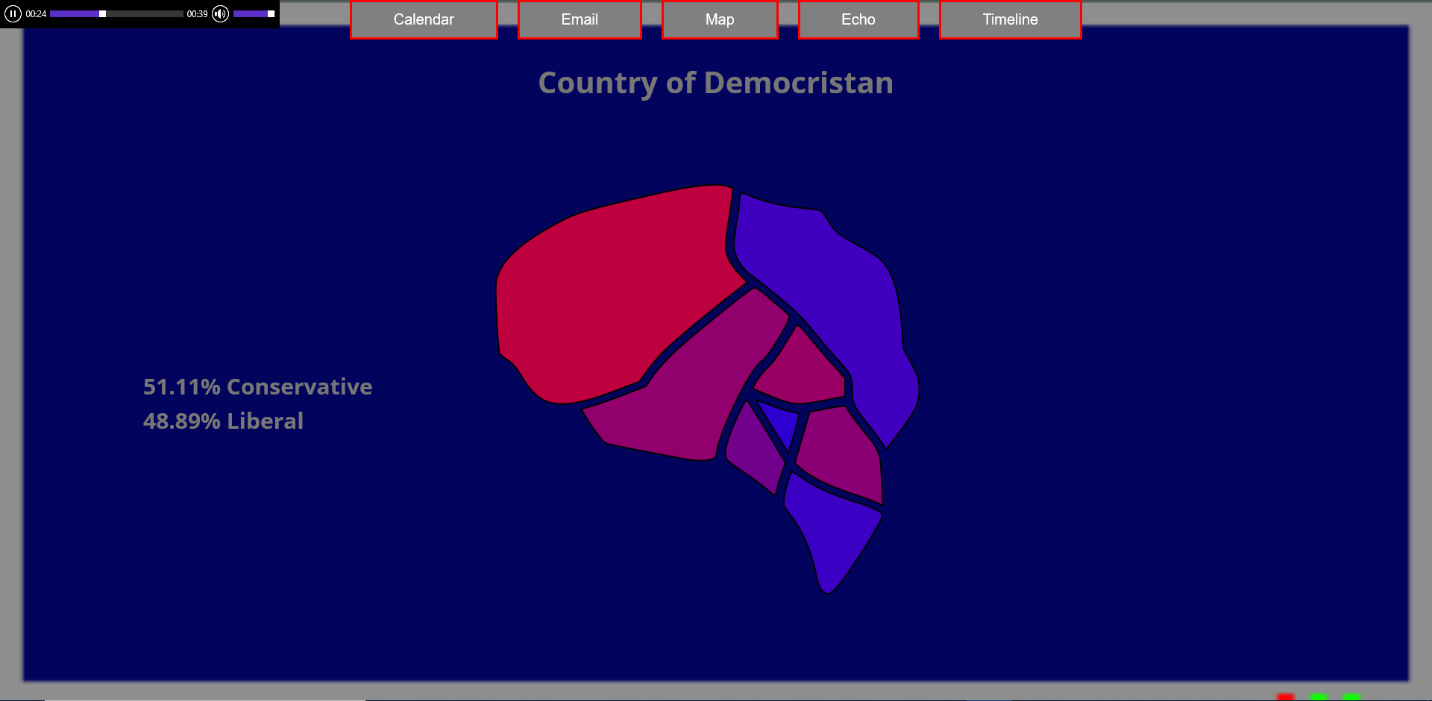 00:24 00:39
Calendar Email Map Echo Timeline
Country of Democristan
51.11% Conservative
48.89% Liberal